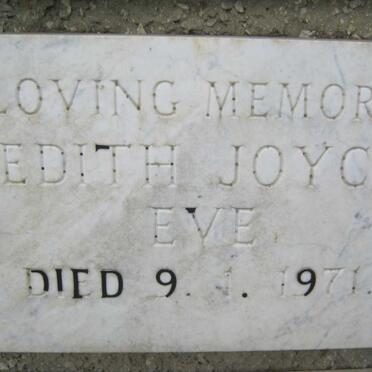 LOVING MEMOR
EDITH JOYC
EVE
DIED 9. 1. 1971.